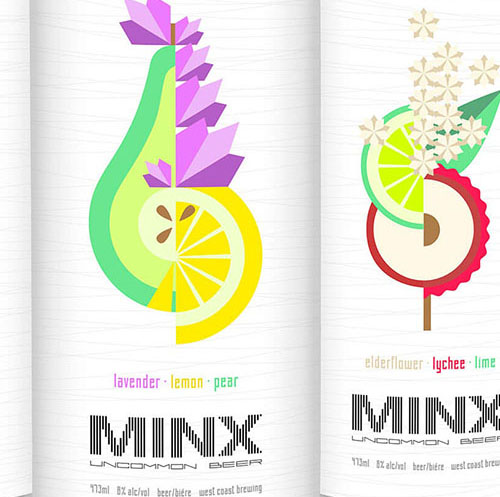 lavender · lemon · pear
MINX
UNCOMMON BEER
473ml 8% alc/vol beer/bière west coast brewing
elderflower · lychee · lime
MINX
UNCOMMON BEER
473ml 8% alc/vol beer/bière west coast brewing